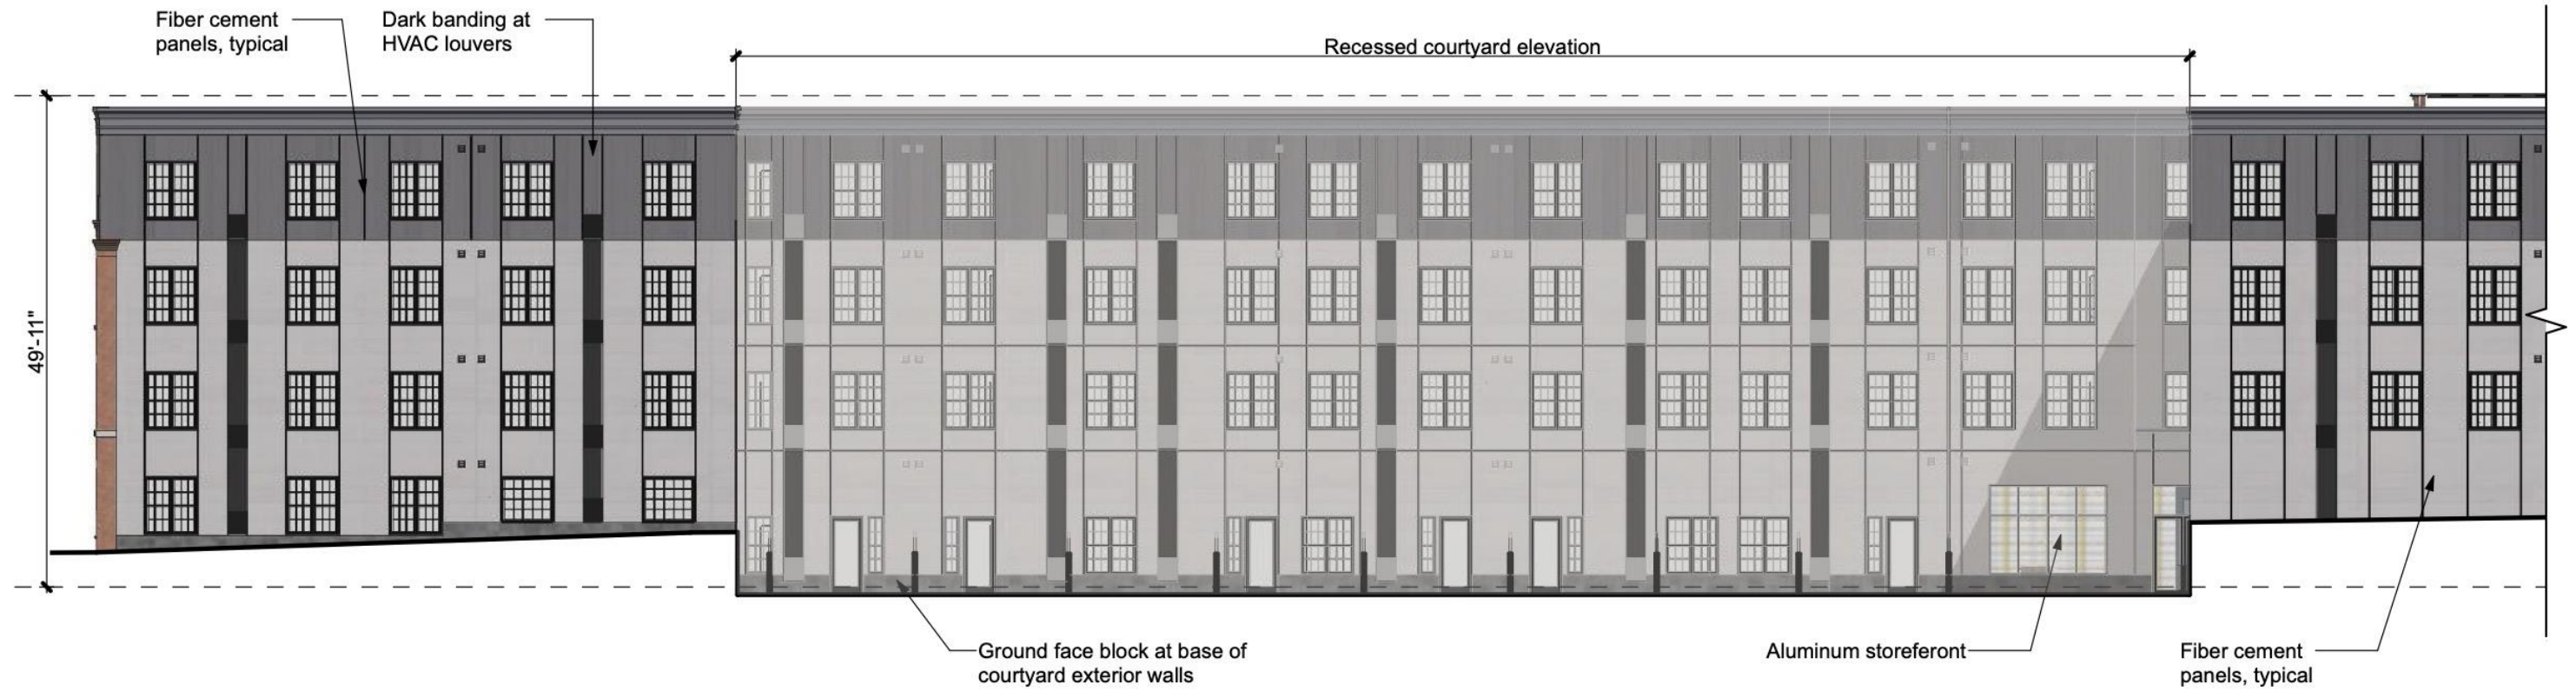 Fiber cement
panels, typical
Dark banding at
HVAC louvers
Recessed courtyard elevation
49'-11"
Ground face block at base of
courtyard exterior walls
Aluminum storeferont
Fiber cement
panels, typical